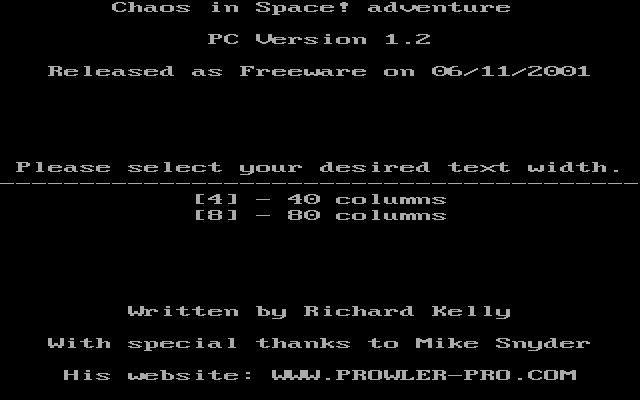 Chaos in Space! adventure
PC Version 1.2
Released as Freeware on 06/11/2001
Please select your desired text width.
[4] - 40 columns
[8] - 80 columns
Written by Richard Kelly
With special thanks to Mike Snyder
His website: WWW.PROWLER-PRO.COM